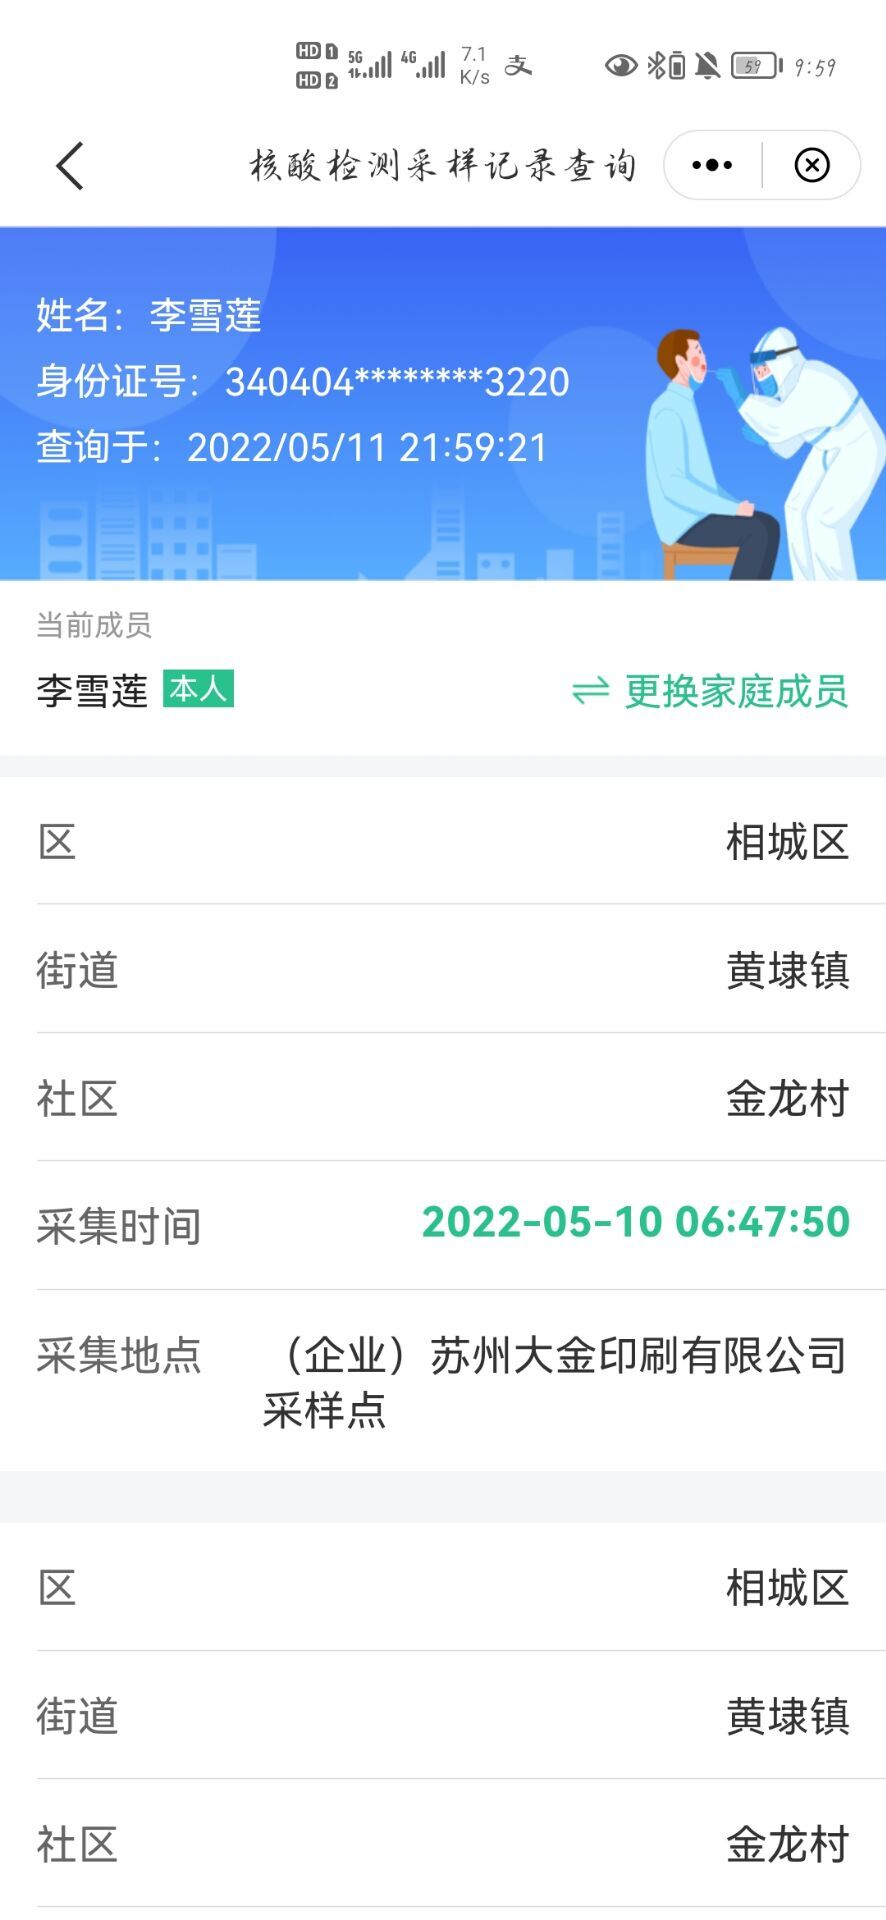 HD 1 5G 4G 7.1 支 59 9:59
HD 2 K/s
核酸检测采样记录查询
姓名：李雪莲
身份证号：340404********3220
查询于：2022/05/11 21:59:21
当前成员
李雪莲 本人 更换家庭成员
区 相城区
街道 黄埭镇
社区 金龙村
采集时间 2022-05-10 06:47:50
采集地点 （企业）苏州大金印刷有限公司
采样点
区 相城区
街道 黄埭镇
社区 金龙村